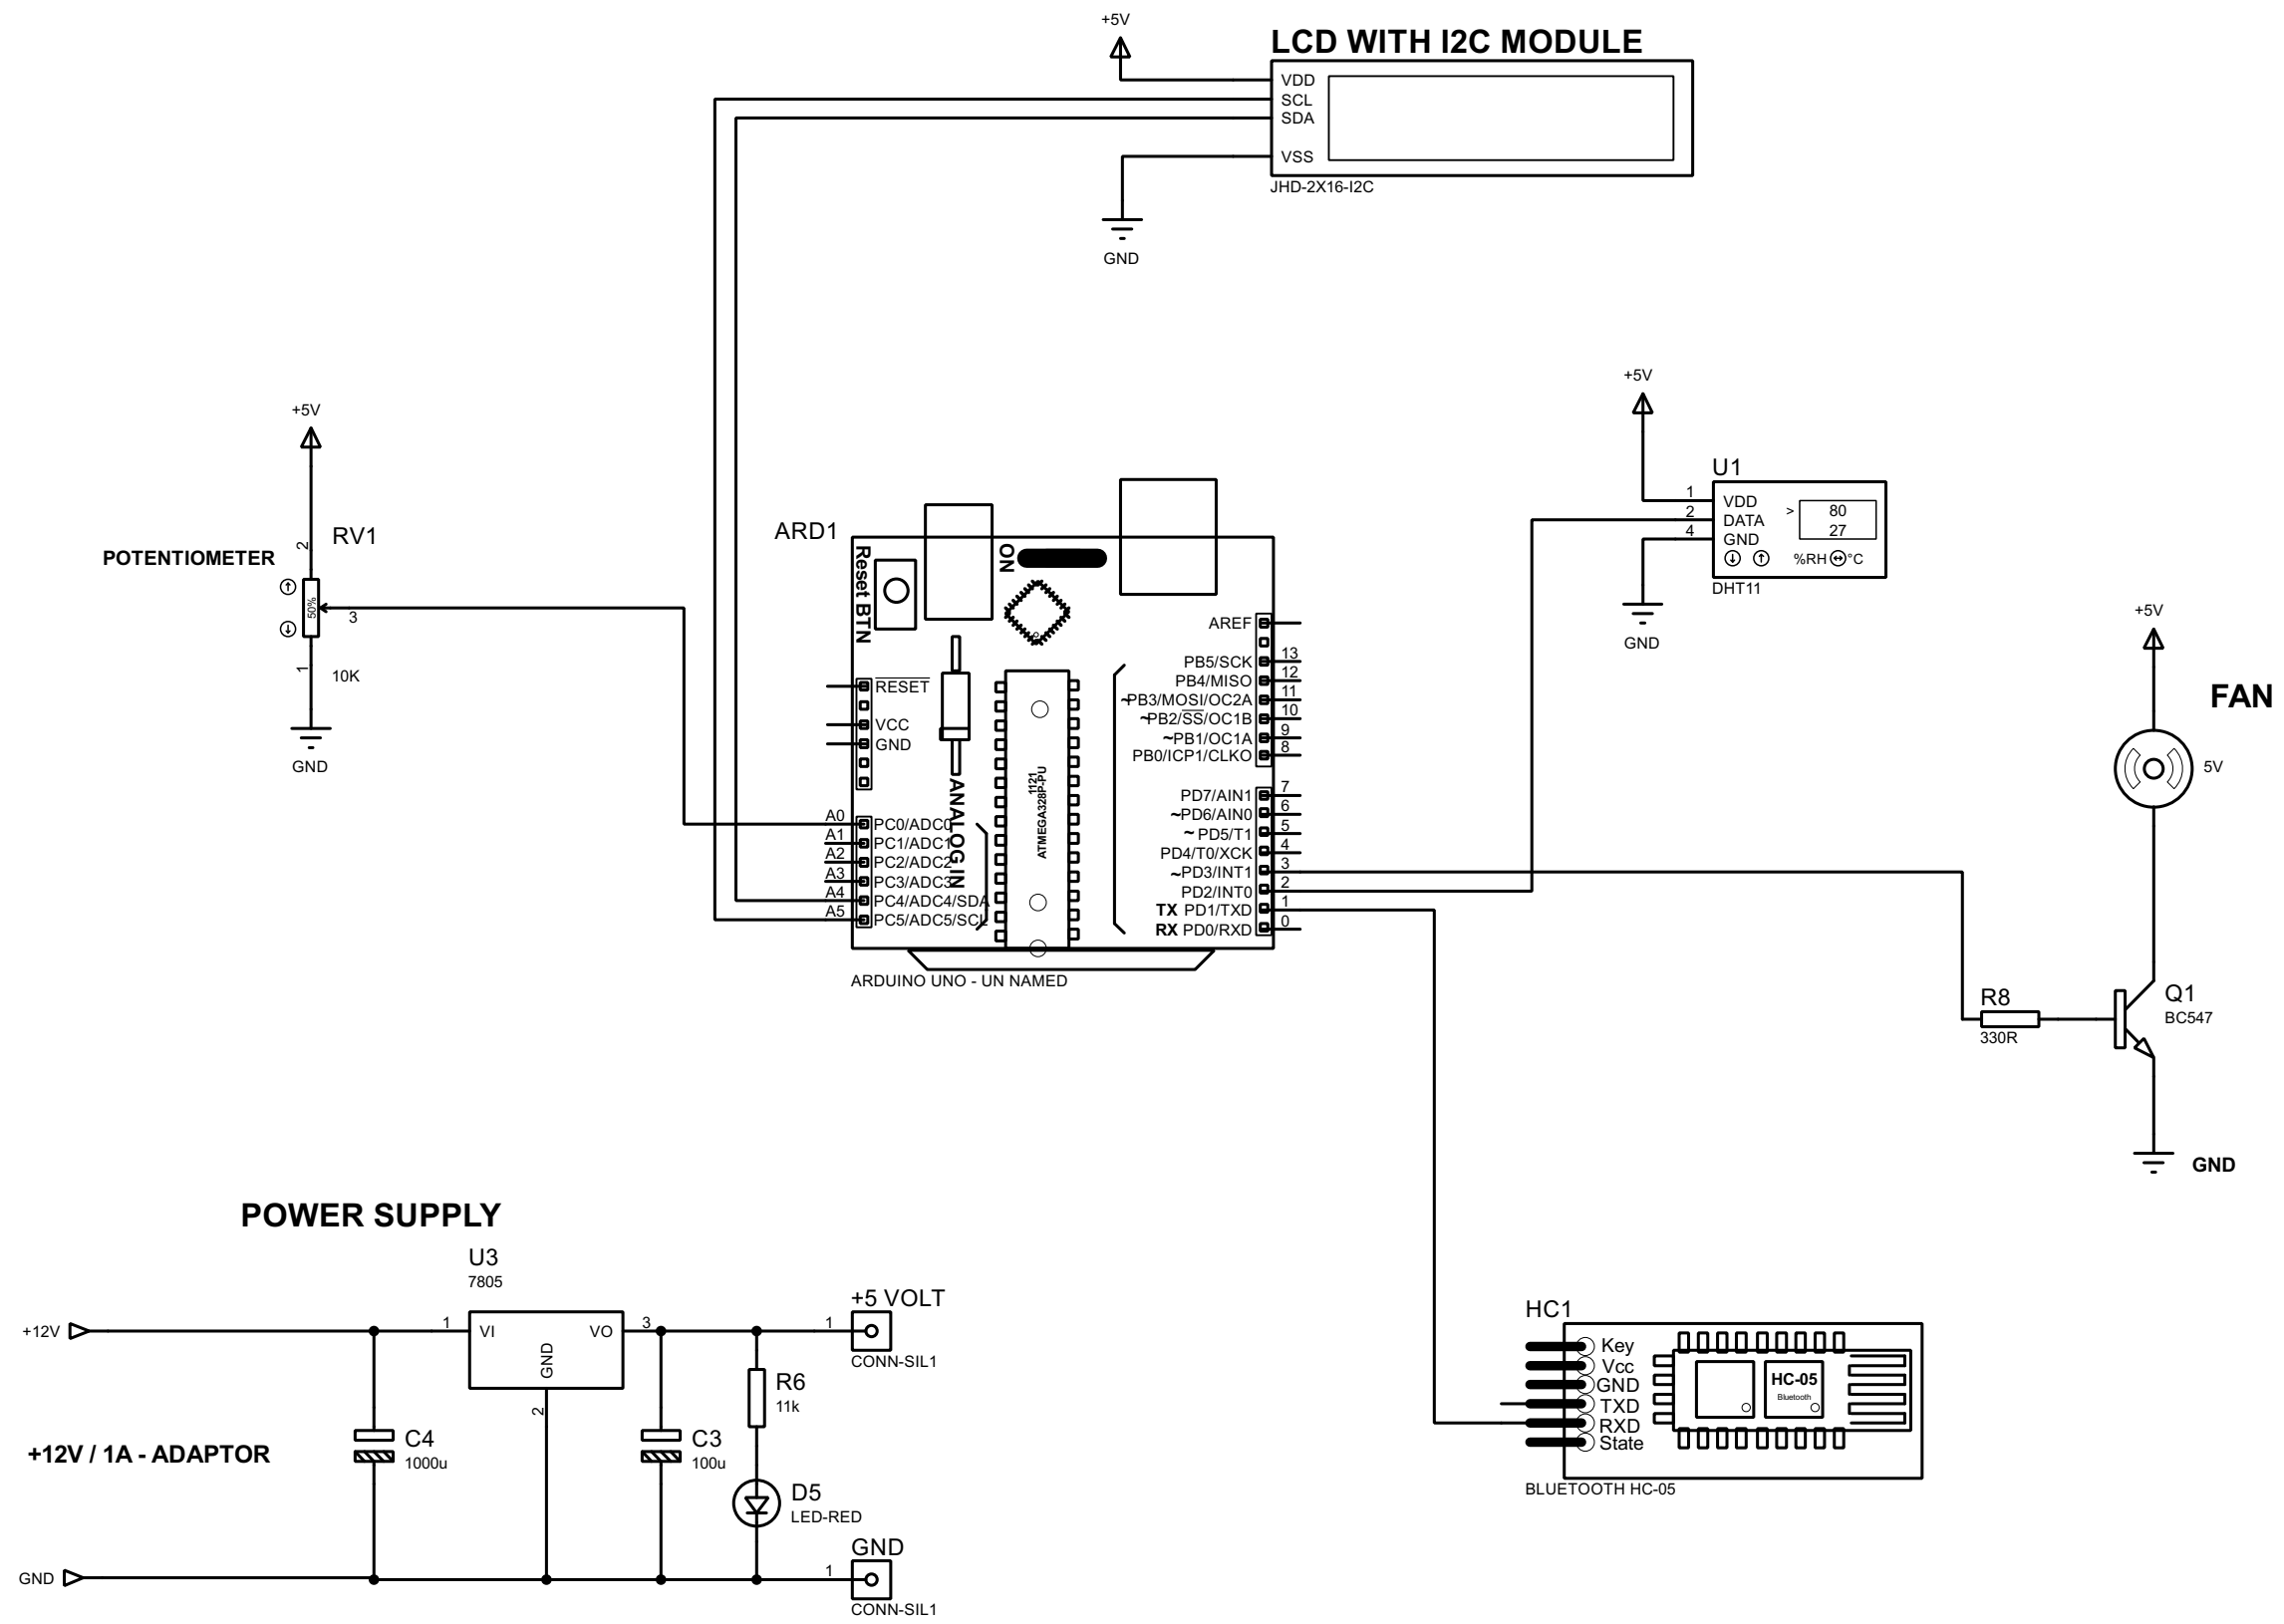 +5V
LCD WITH I2C MODULE
VDD
SCL
SDA
VSS
JHD-2X16-I2C
GND
+5V
RV1
POTENTIOMETER
2
50%
3
1
10K
GND
ARD1
Reset BTN
ON
RESET
VCC
GND
ANALOG IN
1121
ATMEGA328P-PU
A0 PC0/ADC0
A1 PC1/ADC1
A2 PC2/ADC2
A3 PC3/ADC3
A4 PC4/ADC4/SDA
A5 PC5/ADC5/SCL
AREF
PB5/SCK 13
PB4/MISO 12
~PB3/MOSI/OC2A 11
~PB2/SS/OC1B 10
~PB1/OC1A 9
PB0/ICP1/CLKO 8
PD7/AIN1 7
~PD6/AIN0 6
~PD5/T1 5
PD4/T0/XCK 4
~PD3/INT1 3
PD2/INT0 2
TX PD1/TXD 1
RX PD0/RXD 0
ARDUINO UNO - UN NAMED
+5V
U1
1 VDD
2 DATA
4 GND
> 80
27
%RH °C
DHT11
GND
+5V
FAN
5V
R8
330R
Q1
BC547
GND
POWER SUPPLY
U3
7805
+12V
1 VI
VO 3
GND
2
1
+5 VOLT
CONN-SIL1
R6
11k
+12V / 1A - ADAPTOR
C4
1000u
C3
100u
D5
LED-RED
GND
1
GND
CONN-SIL1
HC1
Key
Vcc
GND
TXD
RXD
State
HC-05
Bluetooth
BLUETOOTH HC-05